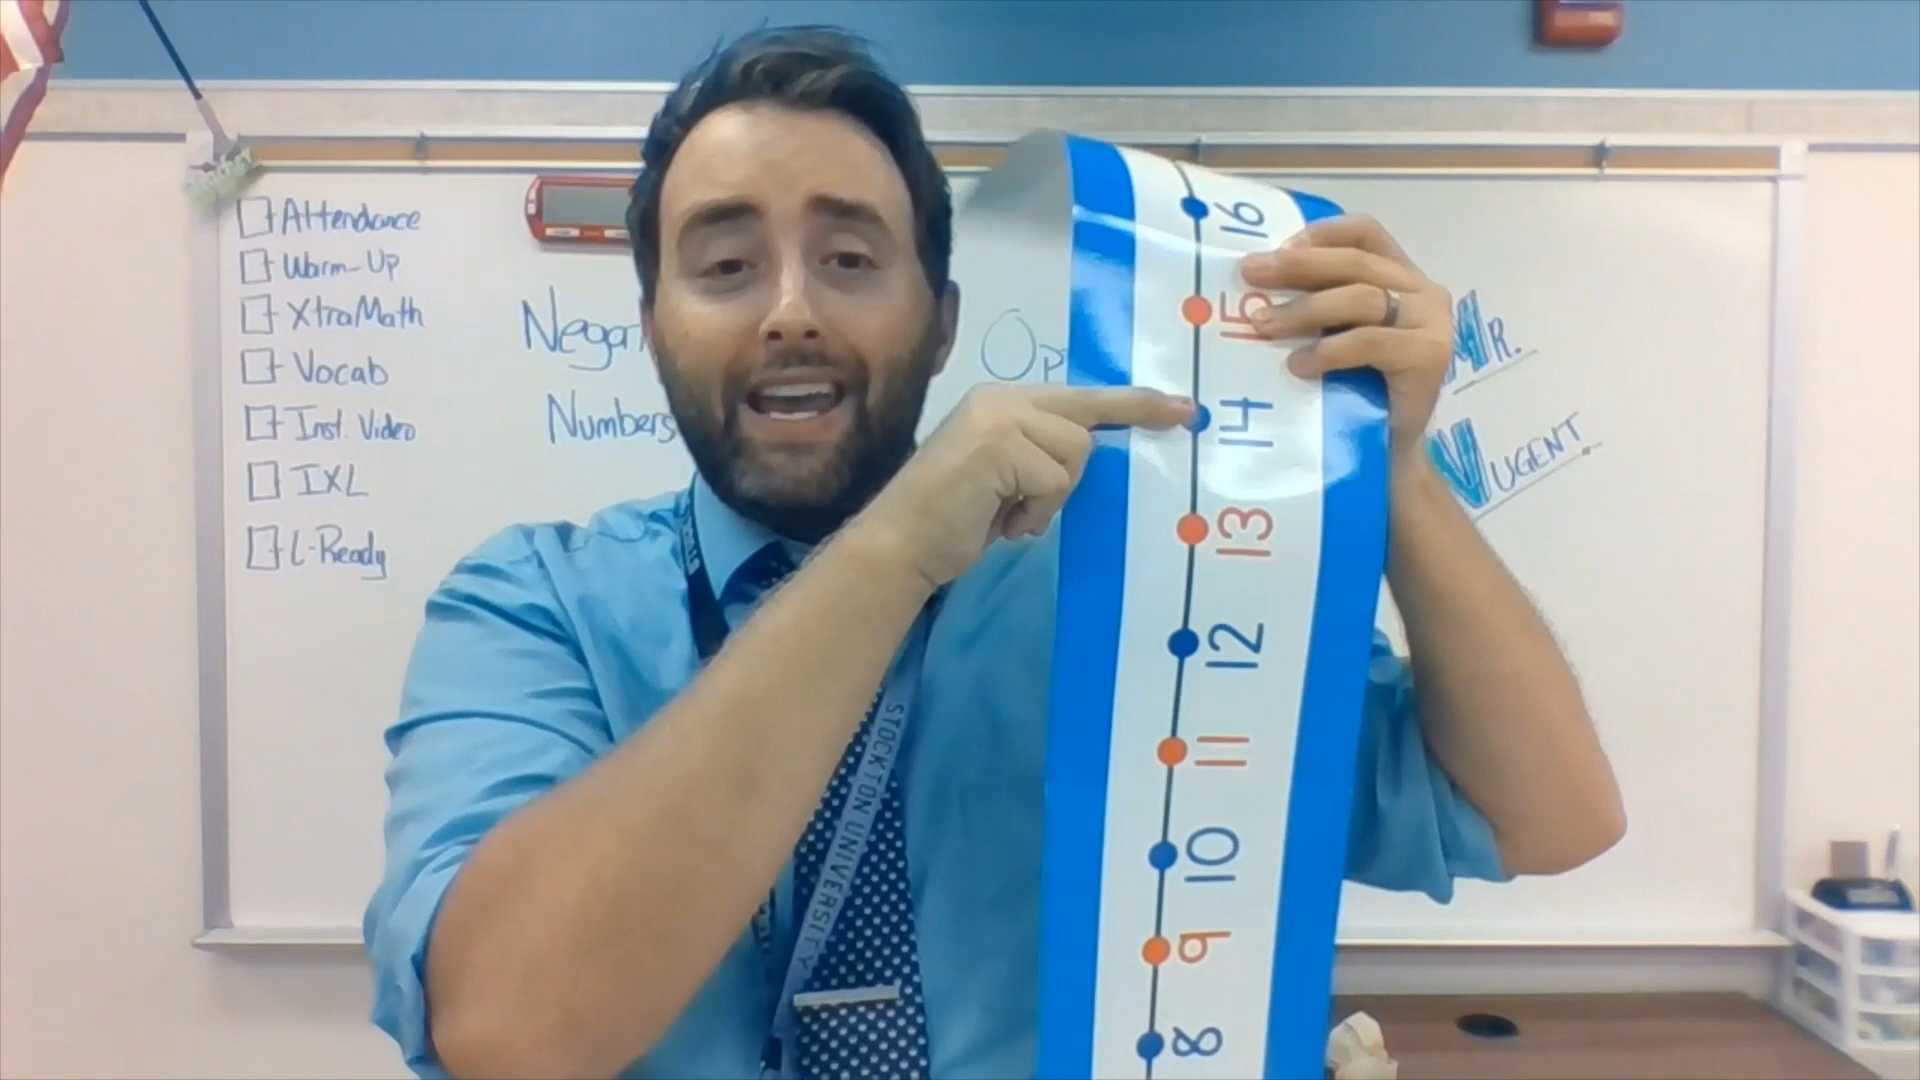 Attendance
Warm-Up
XtraMath
Vocab
Inst. Video
IXL
L-Ready
Numbers
Op
MR.
NUGENT
16
15
14
13
12
11
10
9
8
STOCKTON UNIVERSITY